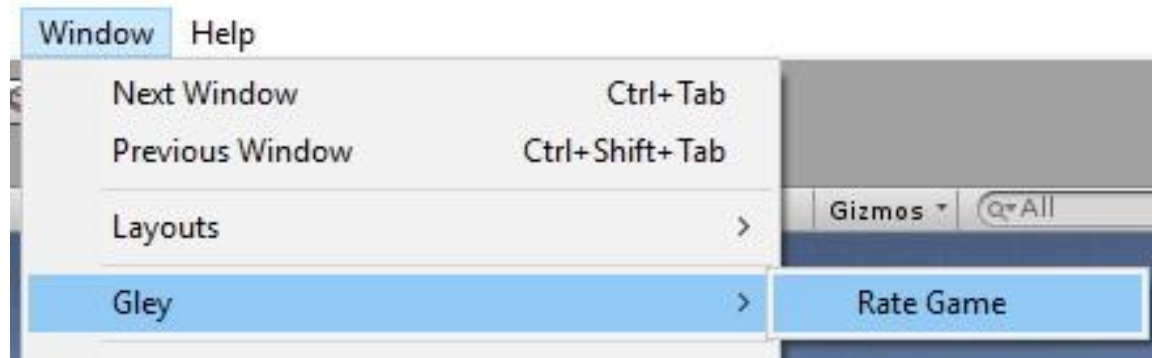 Window Help
Next Window Ctrl+Tab
Previous Window Ctrl+Shift+Tab
Layouts >
Gizmos All
Gley > Rate Game